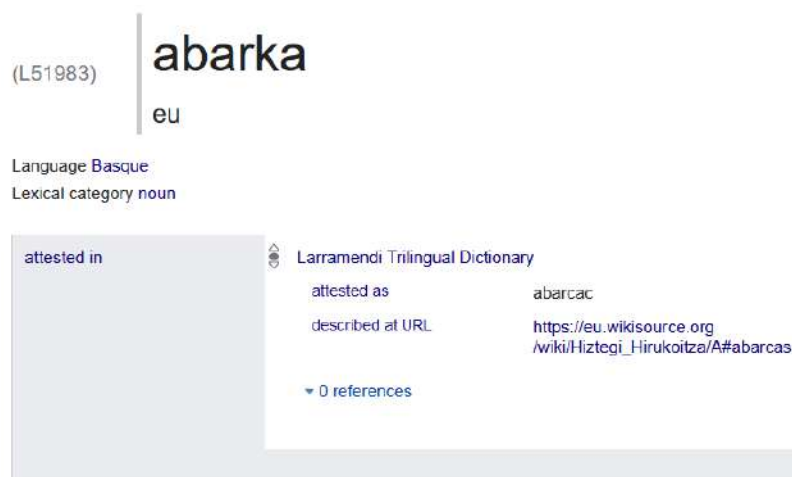 (L51983)
abarka
eu
Language Basque
Lexical category noun
attested in
Larramendi Trilingual Dictionary
attested as
abarcac
described at URL
https://eu.wikisource.org
/wiki/Hiztegi_Hirukoitza/A#abarcas
0 references